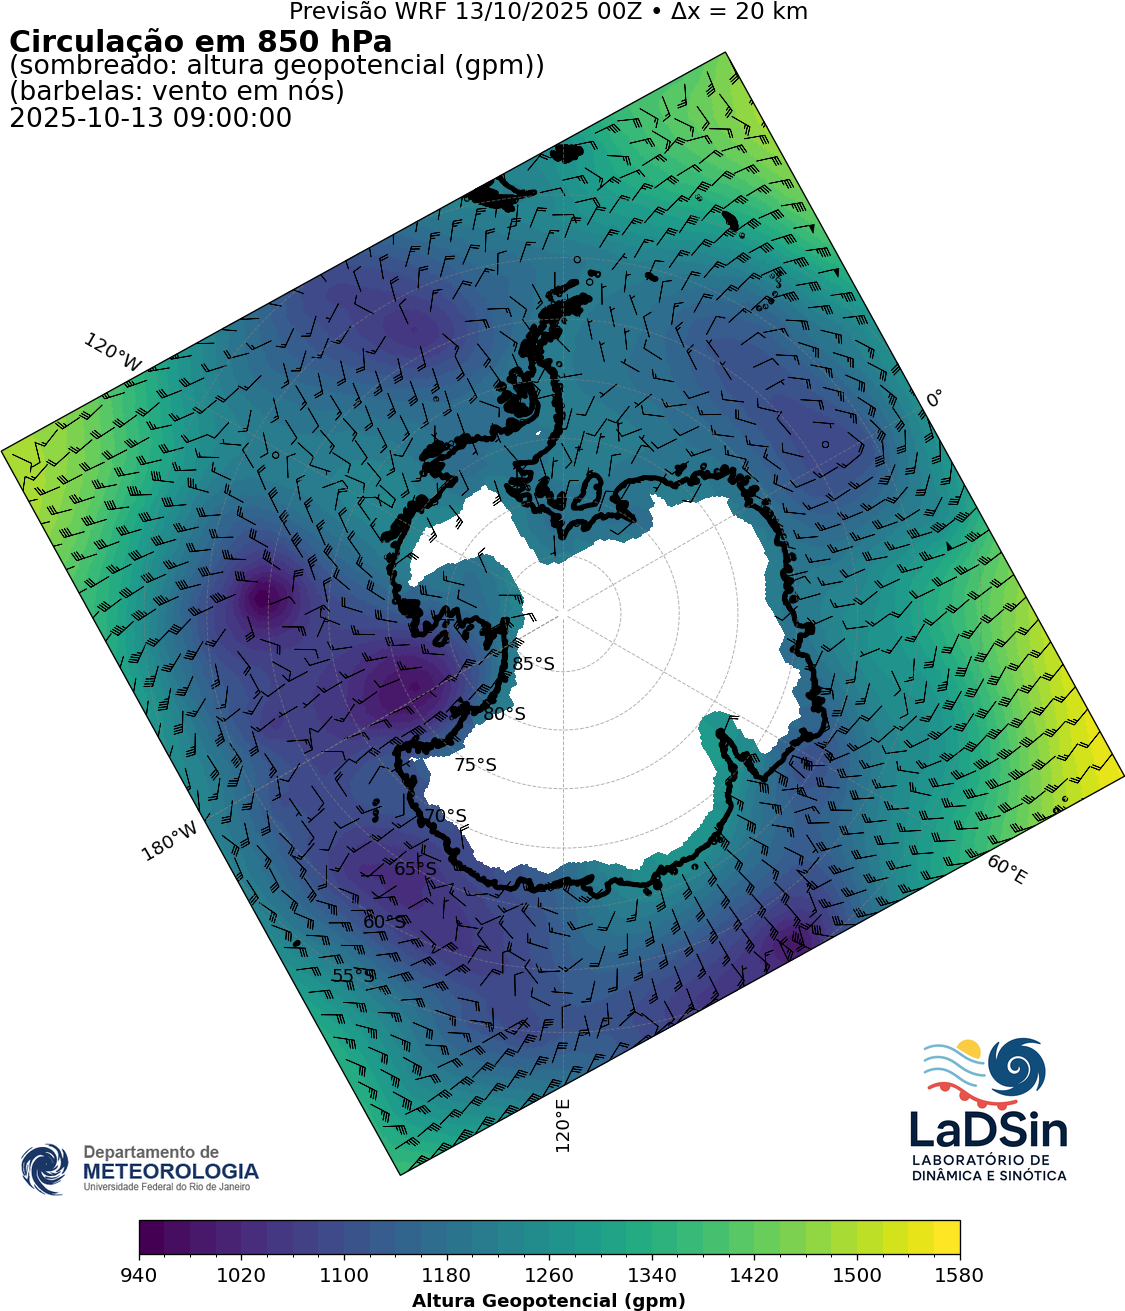 Previsão WRF 13/10/2025 00Z • Δx = 20 km
Circulação em 850 hPa
(sombreado: altura geopotencial (gpm))
(barbelas: vento em nós)
2025-10-13 09:00:00
120°W
0°
85°S
80°S
75°S
70°S
65°S
60°S
55°S
180°W
60°E
120°E
Departamento de
METEOROLOGIA
Universidade Federal do Rio de Janeiro
LaDSin
LABORATÓRIO DE
DINÂMICA E SINÓTICA
940 1020 1100 1180 1260 1340 1420 1500 1580
Altura Geopotencial (gpm)